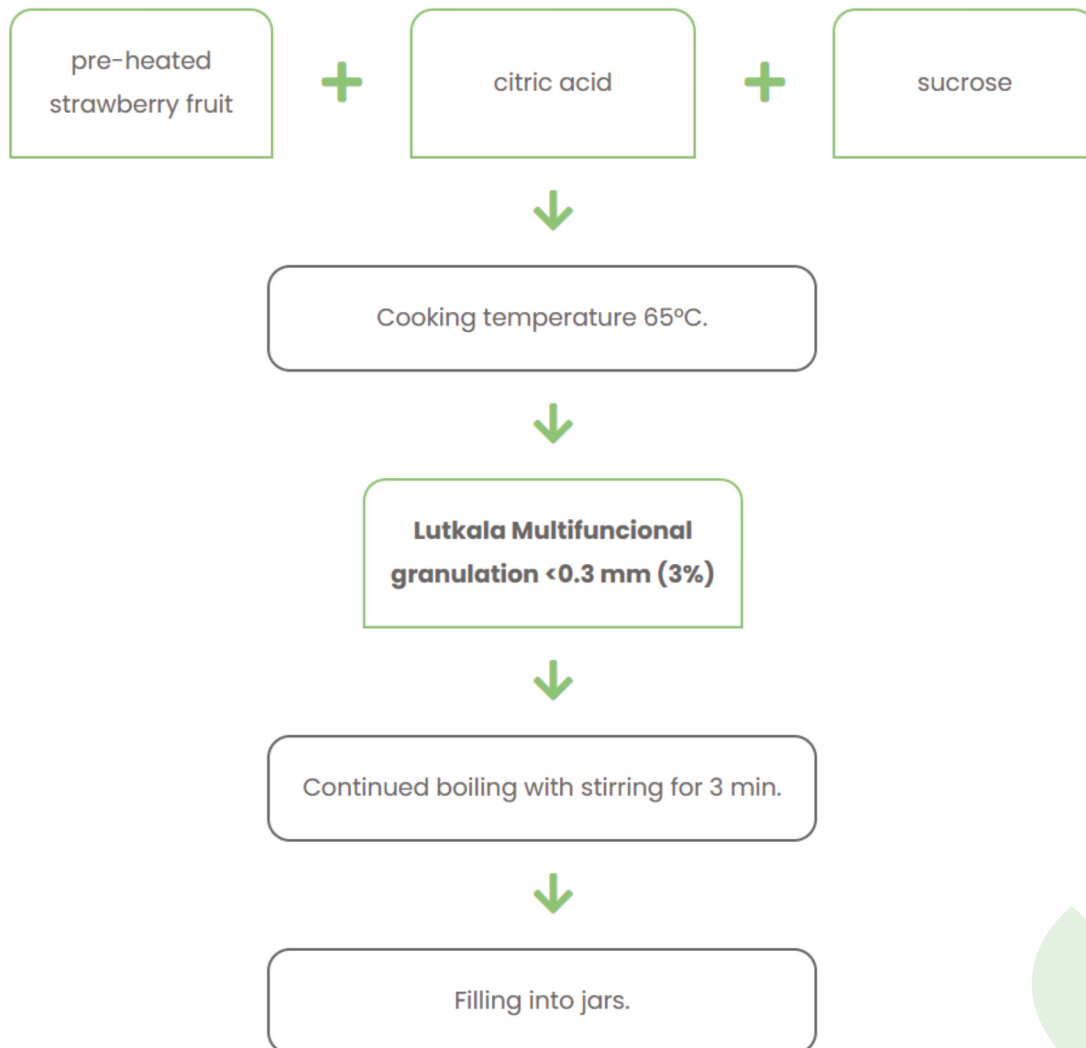 pre-heated
strawberry fruit
citric acid
sucrose
Cooking temperature 65ºC.
Lutkala Multifuncional
granulation <0.3 mm (3%)
Continued boiling with stirring for 3 min.
Filling into jars.